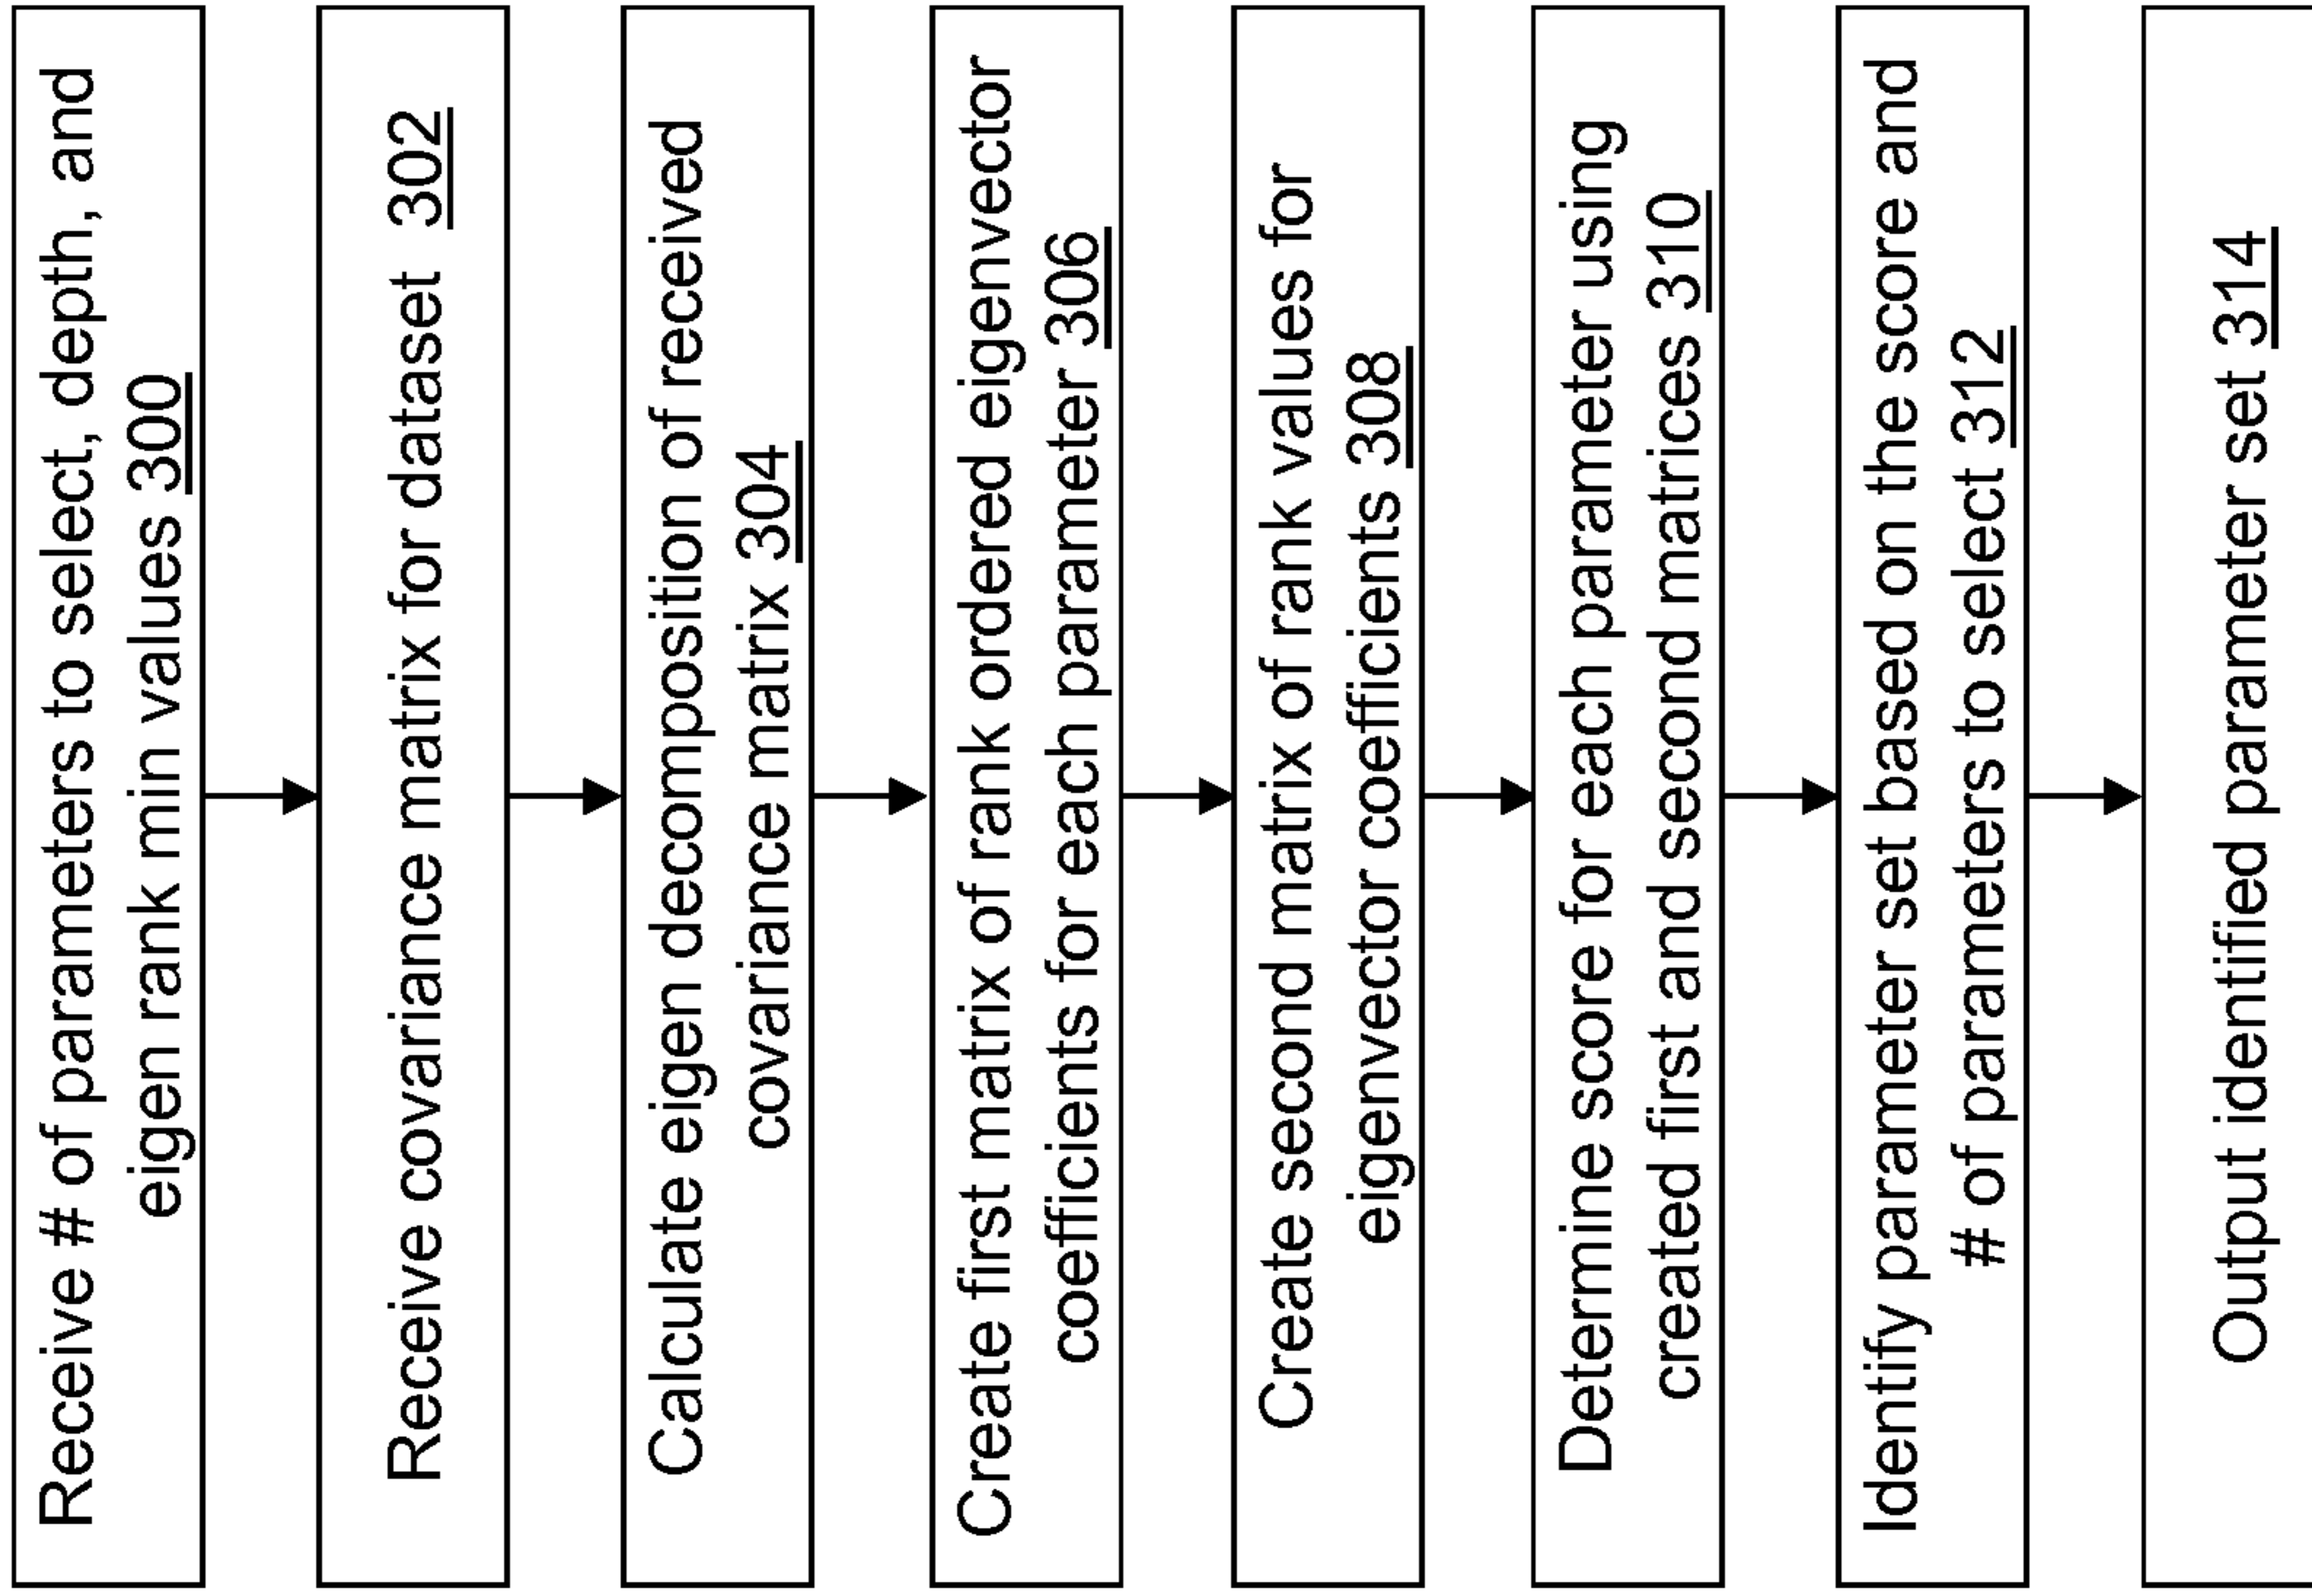 Receive # of parameters to select, depth, and
eigen rank min values 300
Receive covariance matrix for dataset 302
Calculate eigen decomposition of received
covariance matrix 304
Create first matrix of rank ordered eigenvector
coefficients for each parameter 306
Create second matrix of rank values for
eigenvector coefficients 308
Determine score for each parameter using
created first and second matrices 310
Identify parameter set based on the score and
# of parameters to select 312
Output identified parameter set 314